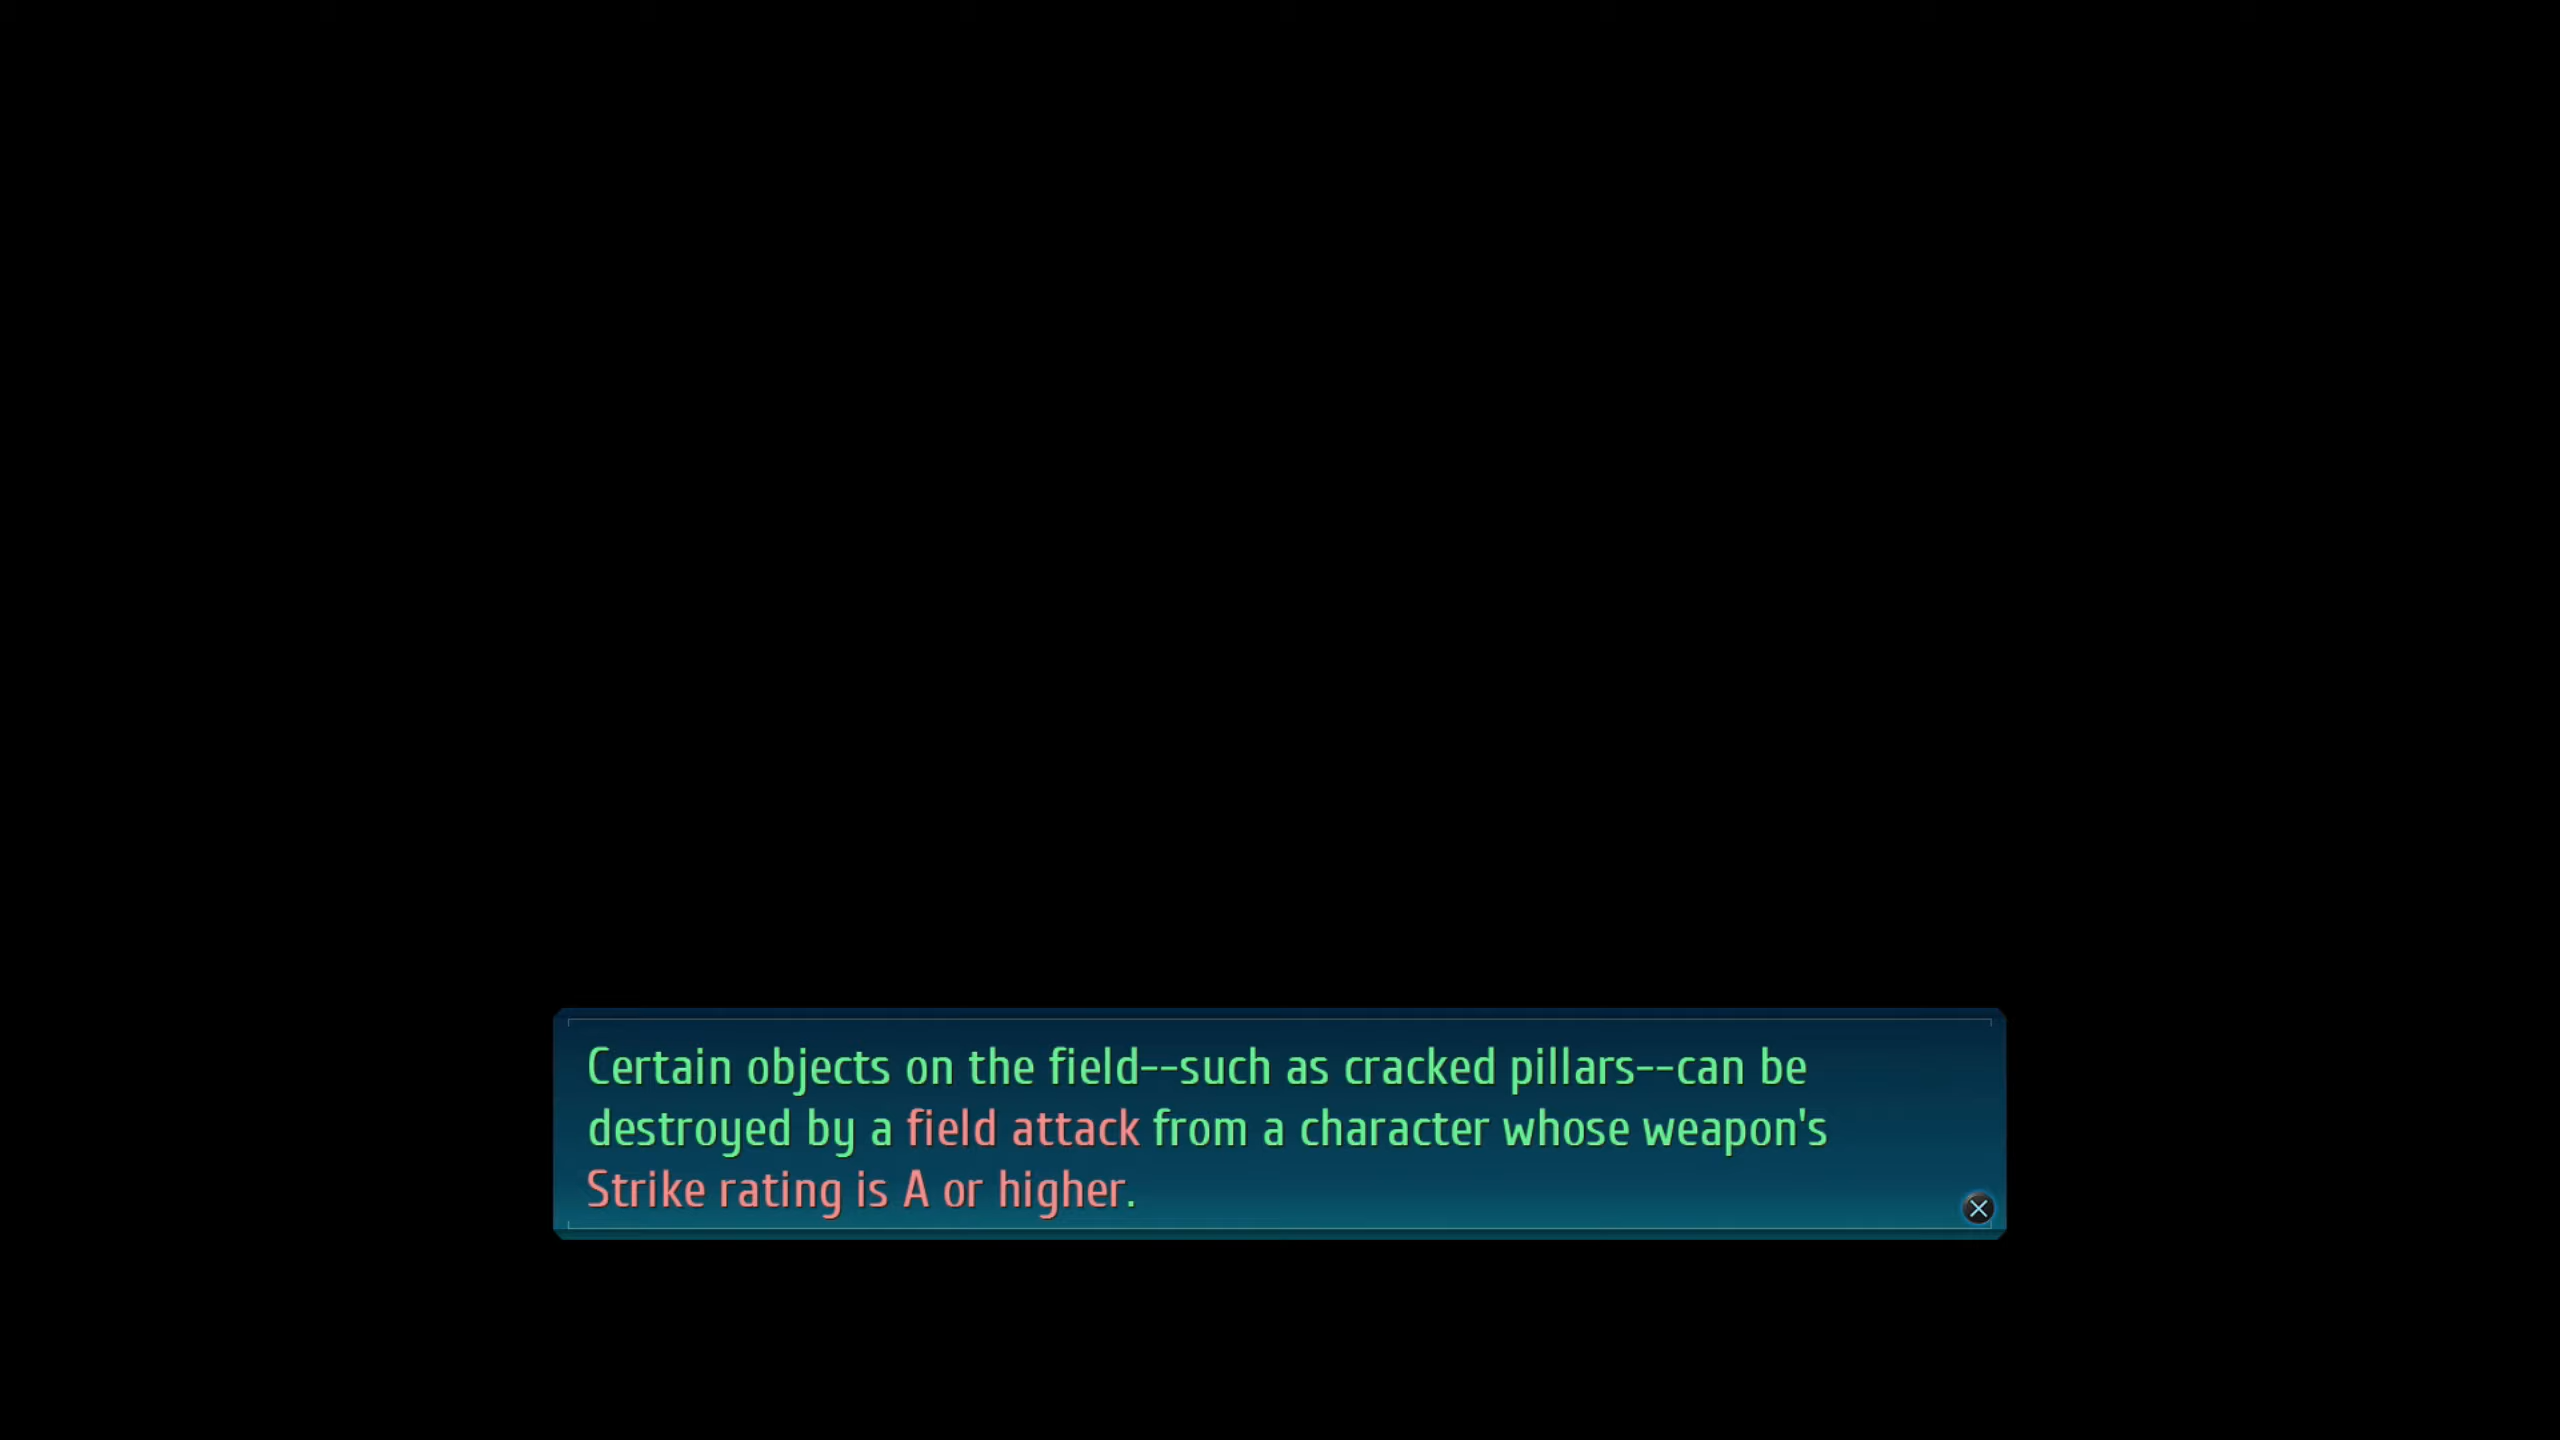 Certain objects on the field--such as cracked pillars--can be
destroyed by a field attack from a character whose weapon's
Strike rating is A or higher.